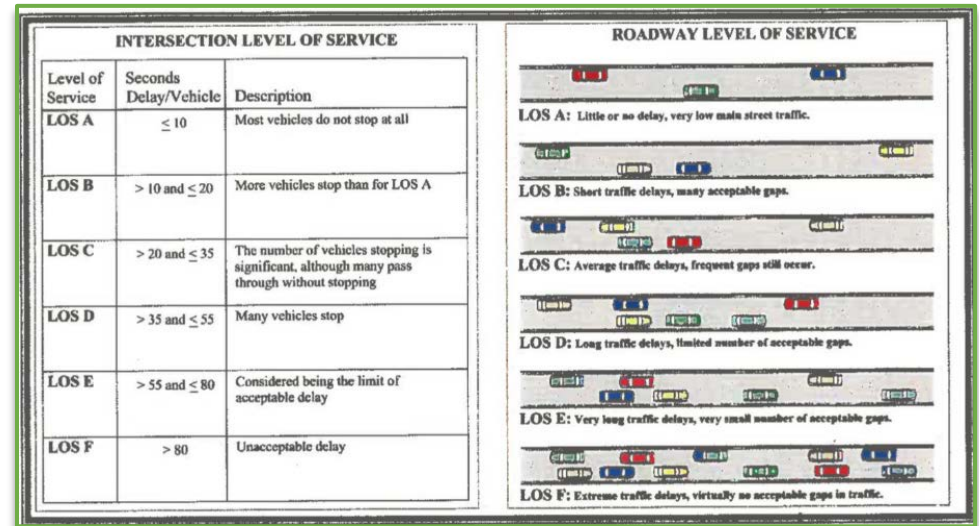 INTERSECTION LEVEL OF SERVICE
Level of Service
Seconds Delay/Vehicle
Description
LOS A
≤ 10
Most vehicles do not stop at all
LOS B
> 10 and ≤ 20
More vehicles stop than for LOS A
LOS C
> 20 and ≤ 35
The number of vehicles stopping is
significant, although many pass
through without stopping
LOS D
> 35 and ≤ 55
Many vehicles stop
LOS E
> 55 and ≤ 80
Considered being the limit of
acceptable delay
LOS F
> 80
Unacceptable delay
ROADWAY LEVEL OF SERVICE
LOS A: Little or no delay, very low main street traffic.
LOS B: Short traffic delays, many acceptable gaps.
LOS C: Average traffic delays, frequent gaps still occur.
LOS D: Long traffic delays, limited number of acceptable gaps.
LOS E: Very long traffic delays, very small number of acceptable gaps.
LOS F: Extreme traffic delays, virtually no acceptable gaps in traffic.